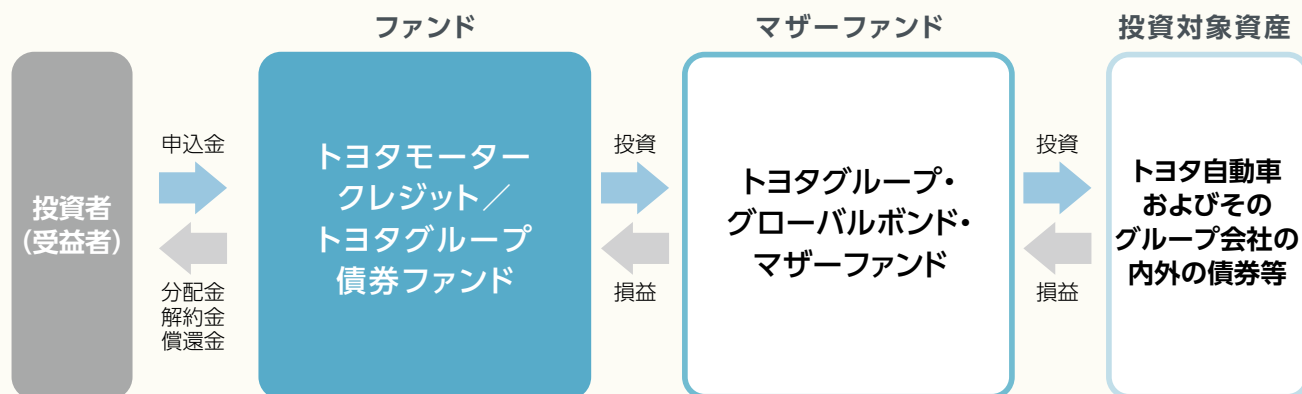 ファンド
マザーファンド
投資対象資産
投資者
（受益者）
申込金
分配金
解約金
償還金
トヨタモーター
クレジット／
トヨタグループ
債券ファンド
投資
損益
トヨタグループ・
グローバルボンド・
マザーファンド
投資
損益
トヨタ自動車
およびその
グループ会社の
内外の債券等